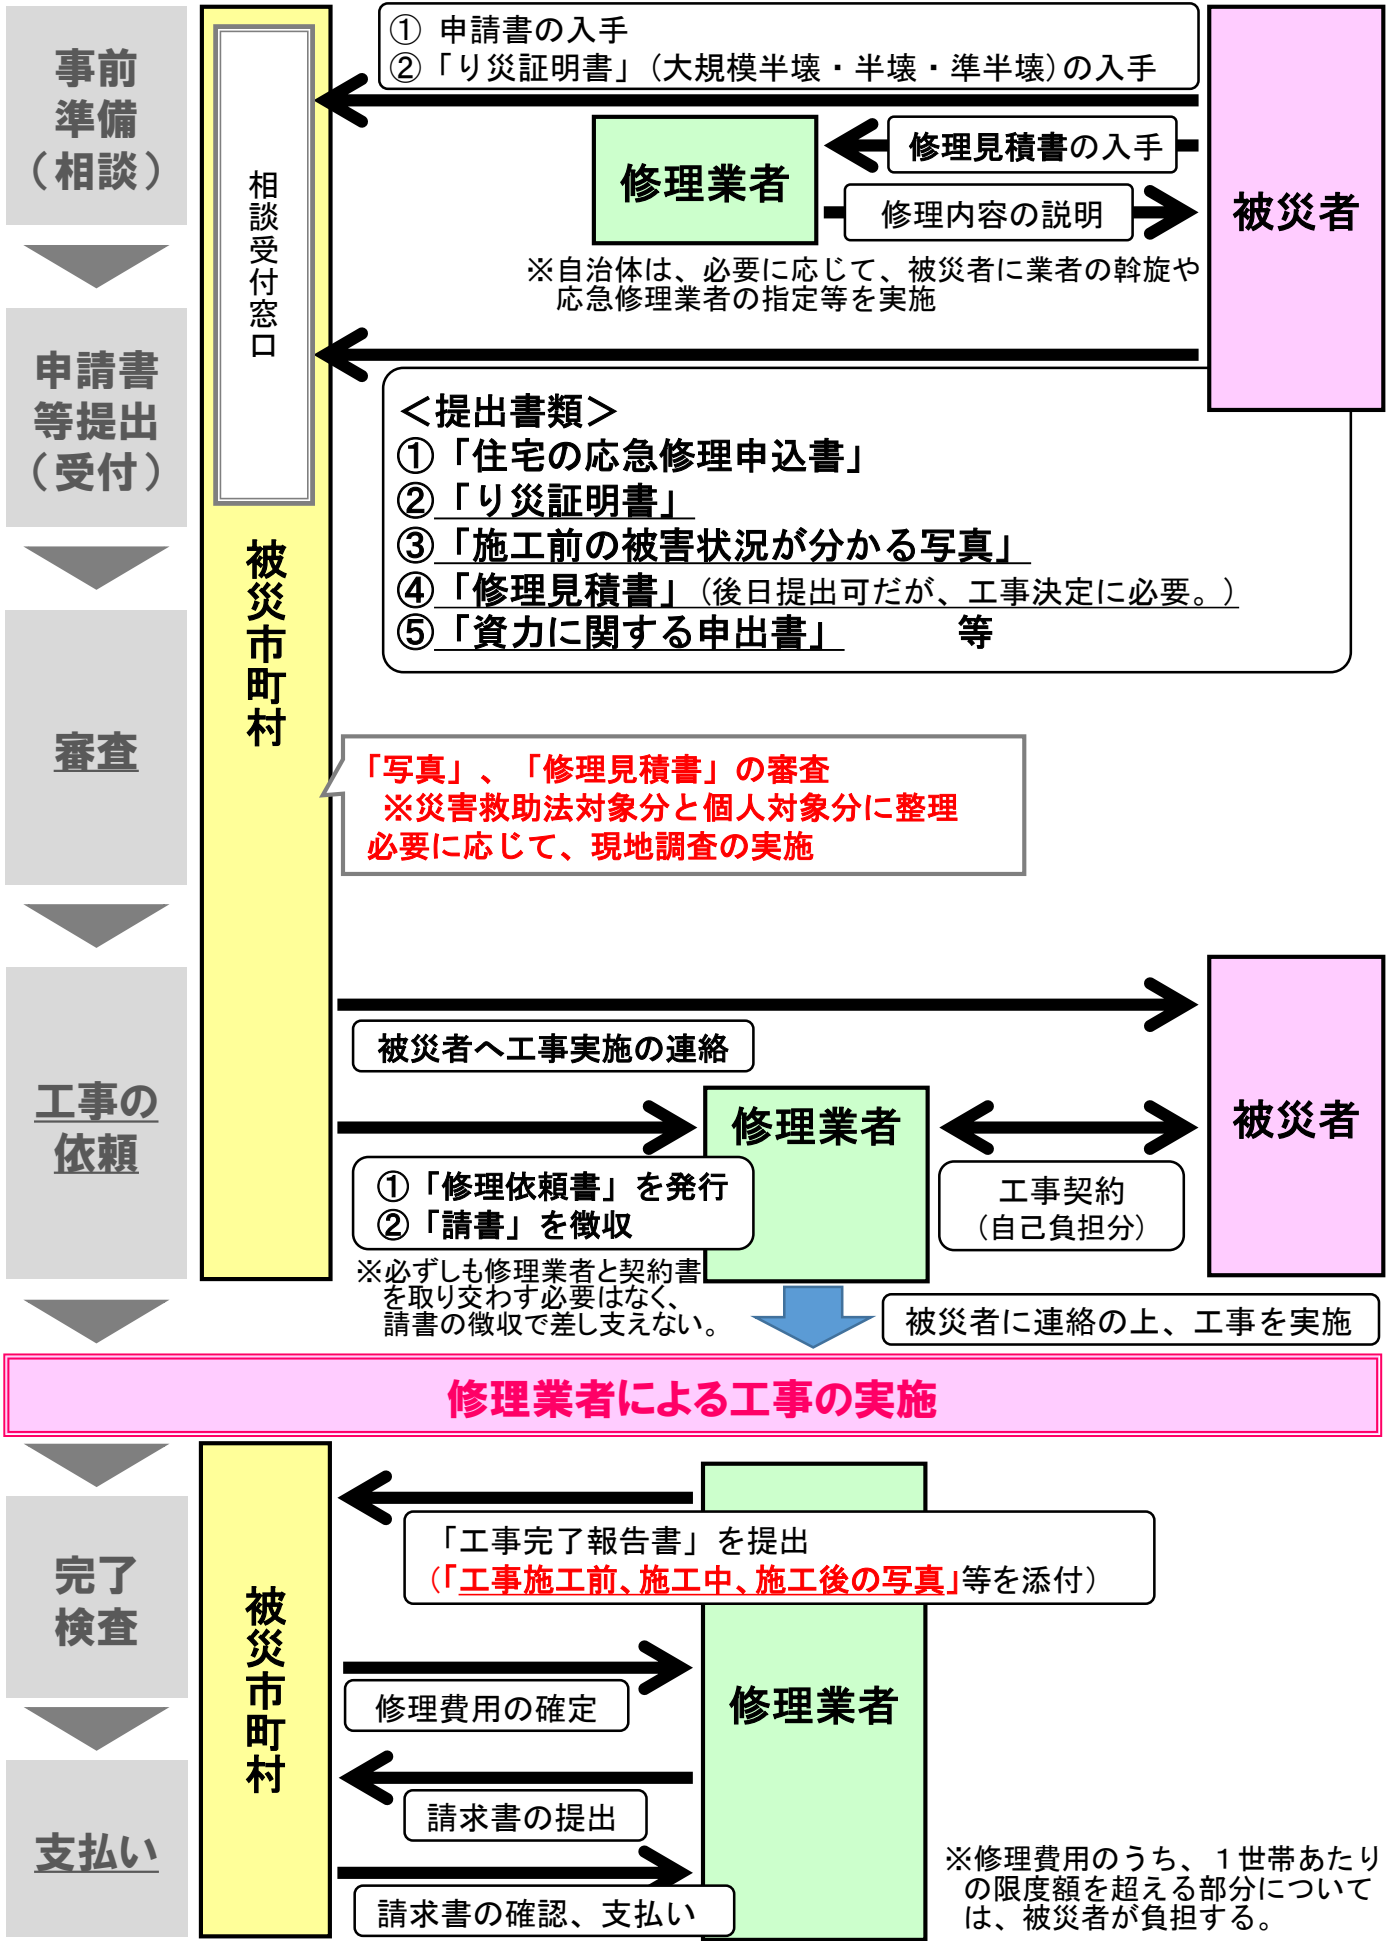 事前
準備
（相談）
① 申請書の入手
②「り災証明書」（大規模半壊・半壊・準半壊）の入手
相談受付窓口
修理業者
修理見積書の入手
修理内容の説明
被災者
※自治体は、必要に応じて、被災者に業者の斡旋や
応急修理業者の指定等を実施
申請書
等提出
（受付）
＜提出書類＞
①「住宅の応急修理申込書」
②「り災証明書」
③「施工前の被害状況が分かる写真」
④「修理見積書」（後日提出可だが、工事決定に必要。）
⑤「資力に関する申出書」 等
被災市町村
審査
「写真」、「修理見積書」の審査
※災害救助法対象分と個人対象分に整理
必要に応じて、現地調査の実施
工事の
依頼
被災者へ工事実施の連絡
修理業者
①「修理依頼書」を発行
②「請書」を徴収
工事契約
（自己負担分）
被災者
※必ずしも修理業者と契約書
を取り交わす必要はなく、
請書の徴収で差し支えない。
被災者に連絡の上、工事を実施
修理業者による工事の実施
完了
検査
被災市町村
「工事完了報告書」を提出
（「工事施工前、施工中、施工後の写真」等を添付）
修理費用の確定
修理業者
請求書の提出
支払い
請求書の確認、支払い
※修理費用のうち、１世帯あたり
の限度額を超える部分について
は、被災者が負担する。